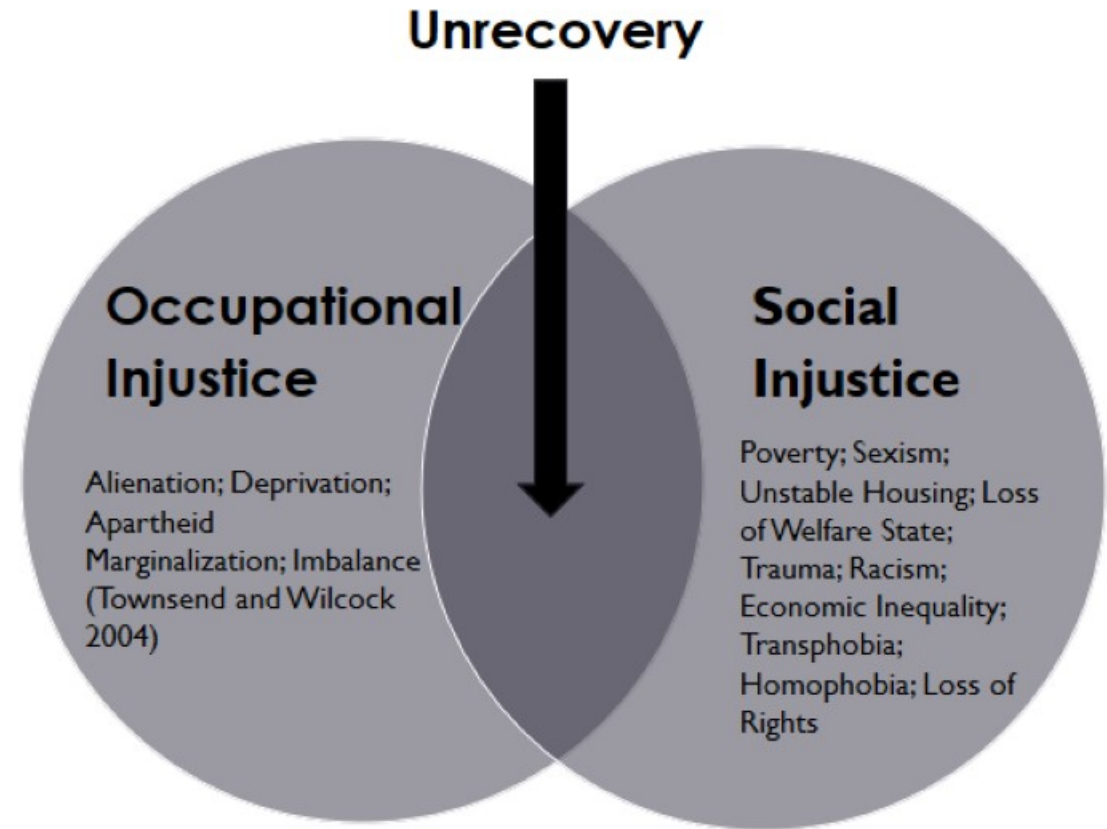 Unrecovery
Occupational
Injustice
Alienation; Deprivation;
Apartheid
Marginalization; Imbalance
(Townsend and Wilcock
2004)
Social
Injustice
Poverty; Sexism;
Unstable Housing; Loss
of Welfare State;
Trauma; Racism;
Economic Inequality;
Transphobia;
Homophobia; Loss of
Rights